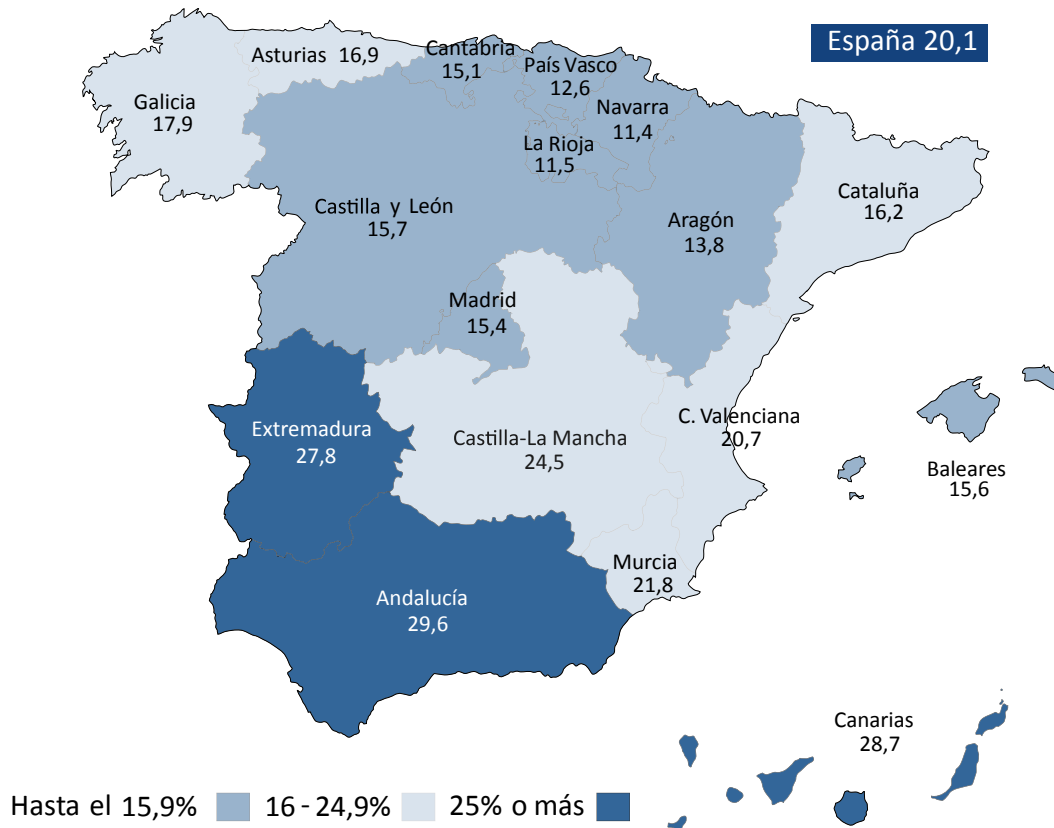 España 20,1
Cantabria
15,1
Asturias 16,9
País Vasco
12,6
Navarra
11,4
Galicia
17,9
La Rioja
11,5
Cataluña
16,2
Castilla y León
15,7
Aragón
13,8
Madrid
15,4
C. Valenciana
20,7
Extremadura
27,8
Castilla-La Mancha
24,5
Baleares
15,6
Murcia
21,8
Andalucía
29,6
Canarias
28,7
Hasta el 15,9% 16 - 24,9% 25% o más